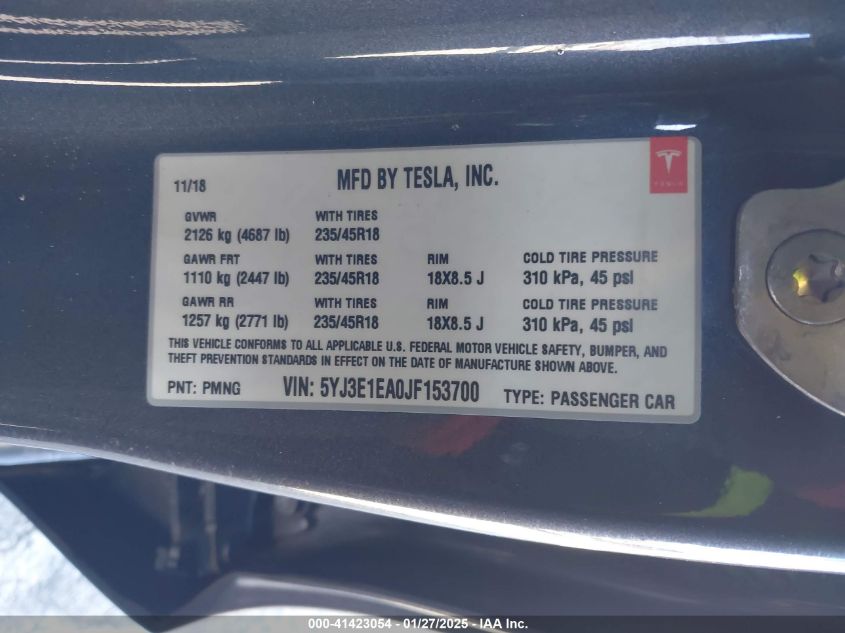 11/18 MFD BY TESLA, INC.
TESLA
GVWR WITH TIRES
2126 kg (4687 lb) 235/45R18
GAWR FRT WITH TIRES RIM COLD TIRE PRESSURE
1110 kg (2447 lb) 235/45R18 18X8.5 J 310 kPa, 45 psi
GAWR RR WITH TIRES RIM COLD TIRE PRESSURE
1257 kg (2771 lb) 235/45R18 18X8.5 J 310 kPa, 45 psi
THIS VEHICLE CONFORMS TO ALL APPLICABLE U.S. FEDERAL MOTOR VEHICLE SAFETY, BUMPER, AND
THEFT PREVENTION STANDARDS IN EFFECT ON THE DATE OF MANUFACTURE SHOWN ABOVE.
PNT: PMNG VIN: 5YJ3E1EA0JF153700 TYPE: PASSENGER CAR
000-41423054 - 01/27/2025 - IAA Inc.